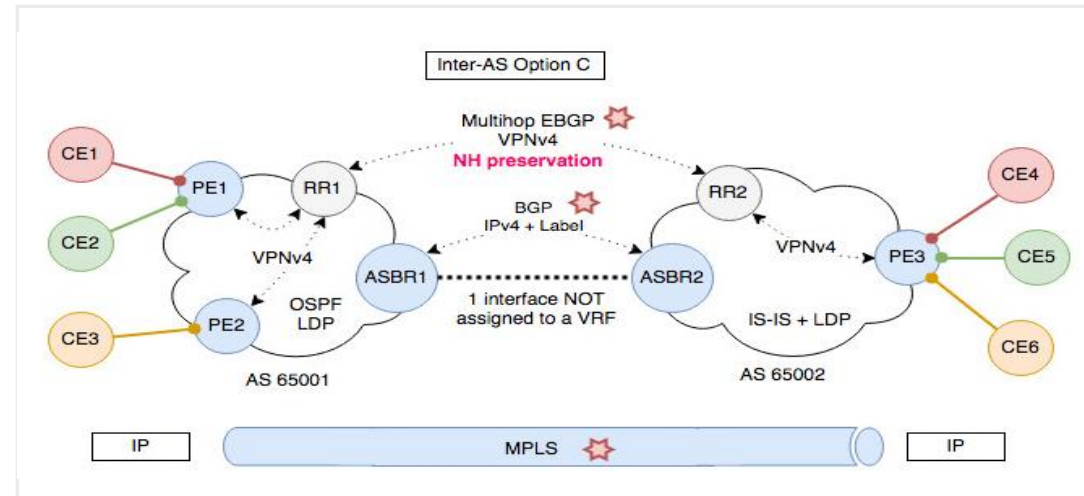 Inter-AS Option C
Multihop EBGP
VPNv4
NH preservation
CE1
CE2
CE3
PE1
RR1
PE2
VPNv4
OSPF
LDP
ASBR1
AS 65001
BGP
IPv4 + Label
1 interface NOT
assigned to a VRF
RR2
ASBR2
VPNv4
PE3
IS-IS + LDP
AS 65002
CE4
CE5
CE6
IP
MPLS
IP